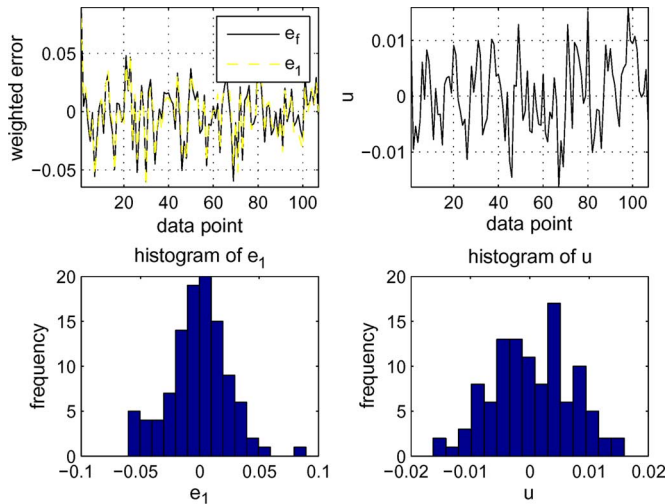 e_f
e_1
0.05
0
−0.05
weighted error
20 40 60 80 100
data point
0.01
0
−0.01
u
20 40 60 80 100
data point
histogram of e_1
20
15
10
5
0
frequency
−0.1 −0.05 0 0.05 0.1
e_1
histogram of u
20
15
10
5
0
frequency
−0.02 −0.01 0 0.01 0.02
u